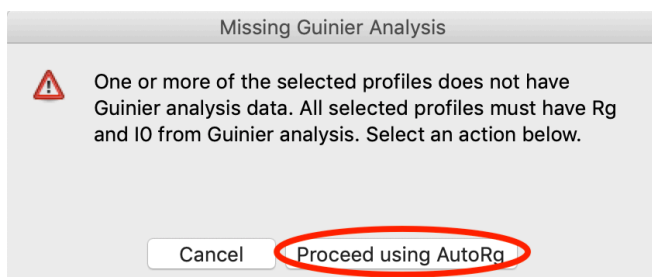 Missing Guinier Analysis
One or more of the selected profiles does not have
Guinier analysis data. All selected profiles must have Rg
and I0 from Guinier analysis. Select an action below.
Cancel
Proceed using AutoRg